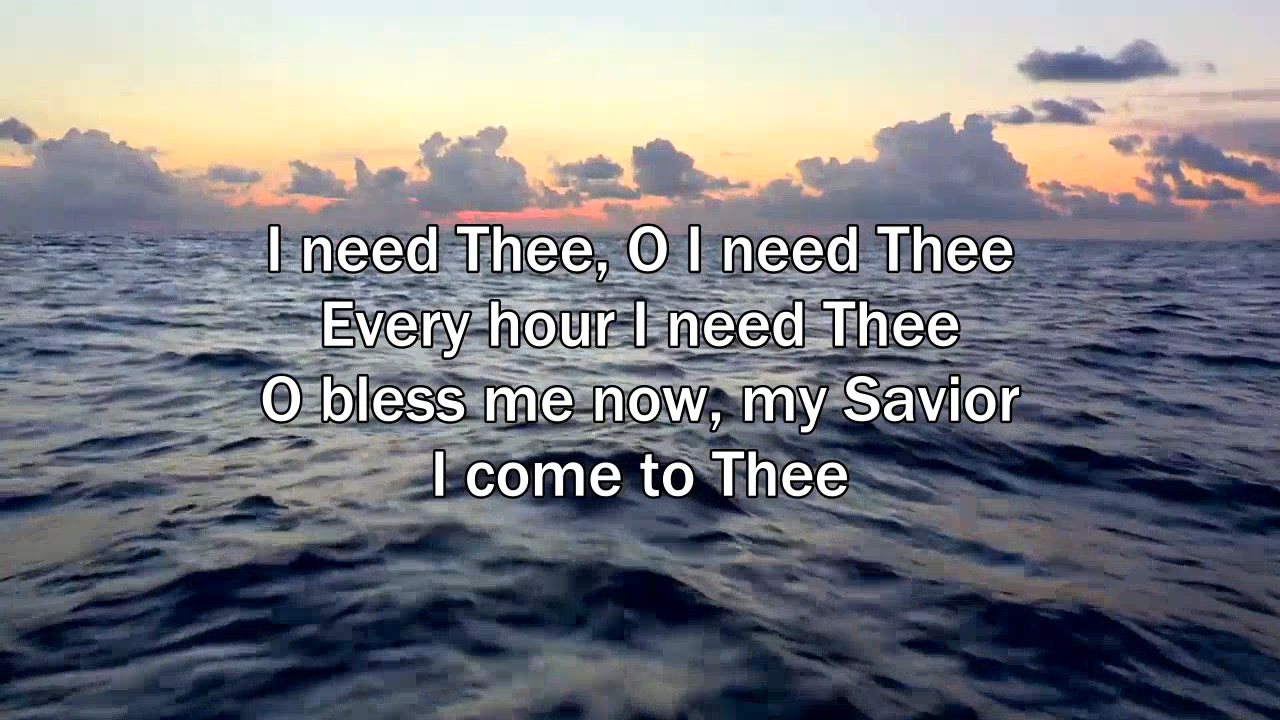 I need Thee, O I need Thee
Every hour I need Thee
O bless me now, my Savior
I come to Thee